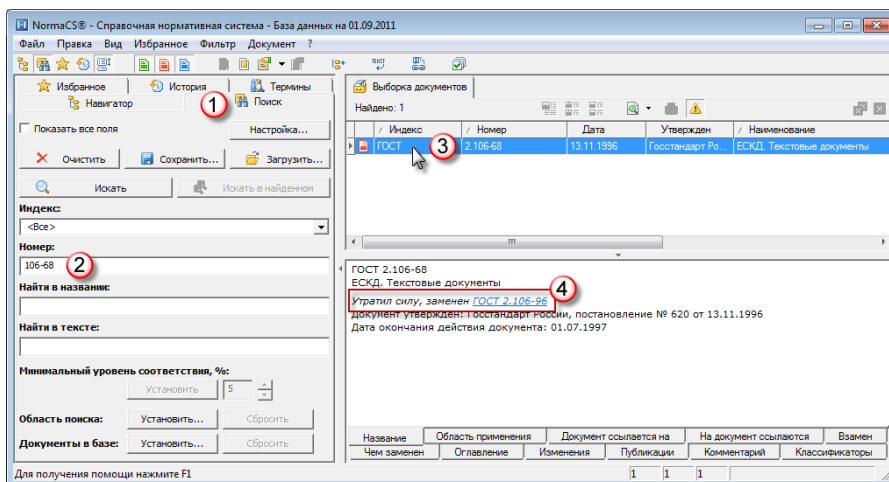 NormaCS® - Справочная нормативная система - База данных на 01.09.2011
Файл Правка Вид Избранное Фильтр Документ ?
ТЕКСТ
Избранное История Термины
Навигатор 1 Поиск
Показать все поля Настройка...
Очистить Сохранить... Загрузить...
Искать Искать в найденном
Индекс:
<Все>
Номер:
106-68 2
Найти в названии:
Найти в тексте:
Минимальный уровень соответствия, %:
Установить 5
Область поиска: Установить... Сбросить
Документы в базе: Установить... Сбросить
Выборка документов
Найдено: 1
/ Индекс / Номер Дата Утвержден / Наименование
ГОСТ 3 2.106-68 13.11.1996 Госстандарт Ро... ЕСКД. Текстовые документы
ГОСТ 2.106-68
ЕСКД. Текстовые документы
4
Утратил силу, заменен ГОСТ 2.106-96
Документ утвержден: Госстандарт России, постановление № 620 от 13.11.1996
Дата окончания действия документа: 01.07.1997
Название Область применения Документ ссылается на На документ ссылаются Взамен
Чем заменен Оглавление Изменения Публикации Комментарий Классификаторы
Для получения помощи нажмите F1 1 1 1